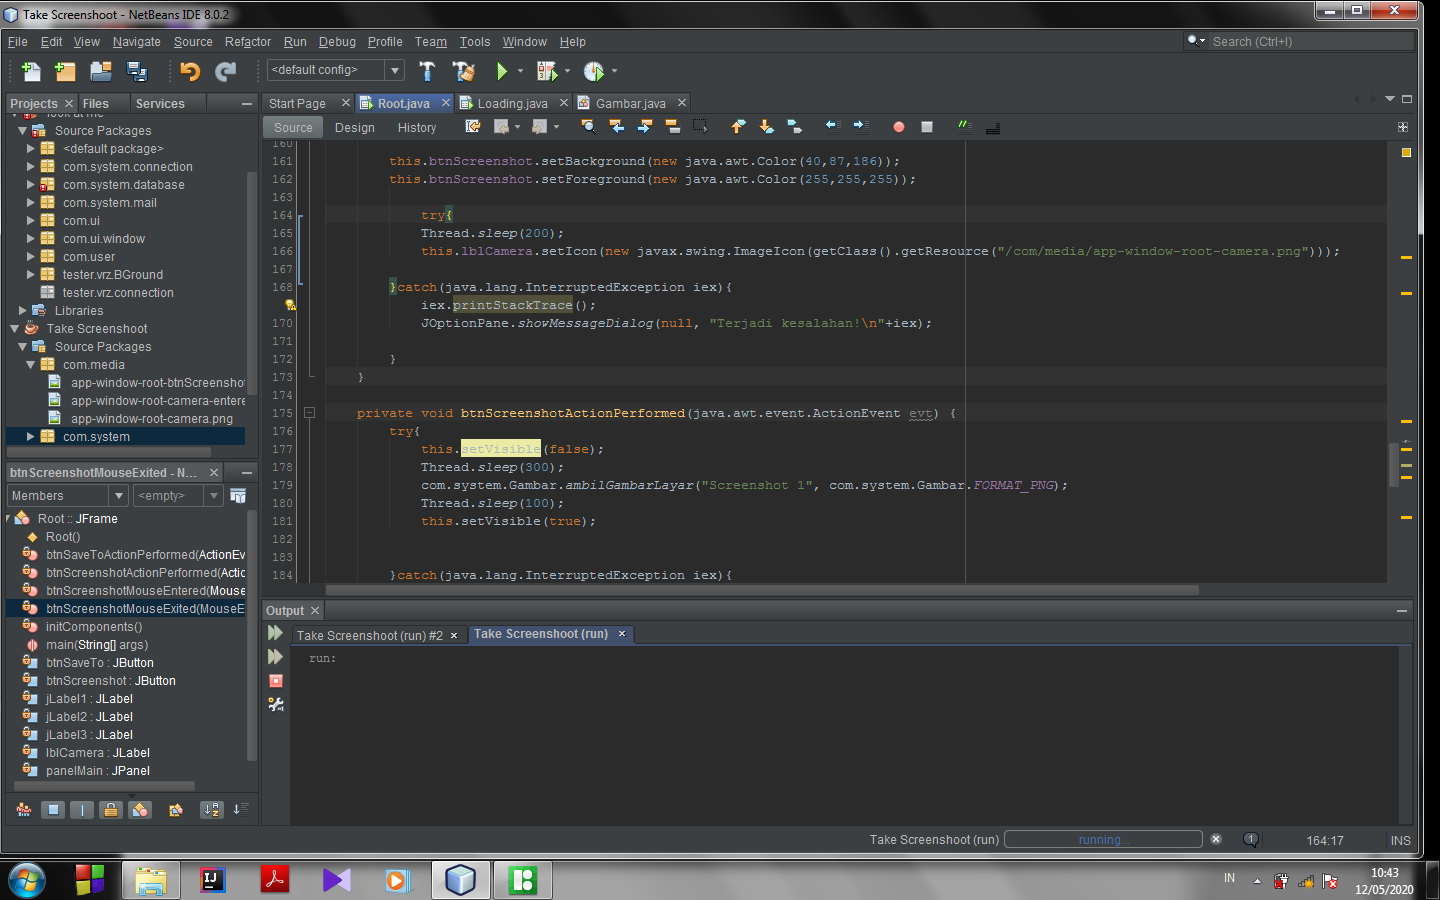 Take Screenshoot - NetBeans IDE 8.0.2
File Edit View Navigate Source Refactor Run Debug Profile Team Tools Window Help
Search (Ctrl+I)
<default config>
Projects Files Services
Start Page Root.java Loading.java Gambar.java
Source Design History
look at me
Source Packages
<default package>
com.system.connection
com.system.database
com.system.mail
com.ui
com.ui.window
com.user
tester.vrz.BGround
tester.vrz.connection
Libraries
Take Screenshoot
Source Packages
com.media
app-window-root-btnScreenshot
app-window-root-camera-entere
app-window-root-camera.png
com.system
160
161 this.btnScreenshot.setBackground(new java.awt.Color(40,87,186));
162 this.btnScreenshot.setForeground(new java.awt.Color(255,255,255));
163
164 try{
165 Thread.sleep(200);
166 this.lblCamera.setIcon(new javax.swing.ImageIcon(getClass().getResource("/com/media/app-window-root-camera.png")));
167
168 }catch(java.lang.InterruptedException iex){
iex.printStackTrace();
170 JOptionPane.showMessageDialog(null, "Terjadi kesalahan!\n"+iex);
171
172 }
173 }
174
175 private void btnScreenshotActionPerformed(java.awt.event.ActionEvent evt) {
176 try{
177 this.setVisible(false);
178 Thread.sleep(300);
179 com.system.Gambar.ambilGambarLayar("Screenshot 1", com.system.Gambar.FORMAT_PNG);
180 Thread.sleep(100);
181 this.setVisible(true);
182
183
184 }catch(java.lang.InterruptedException iex){
btnScreenshotMouseExited - N...
Members <empty>
Root :: JFrame
Root()
btnSaveToActionPerformed(ActionEv
btnScreenshotActionPerformed(Actic
btnScreenshotMouseEntered(Mouse
btnScreenshotMouseExited(MouseE
initComponents()
main(String[] args)
btnSaveTo : JButton
btnScreenshot : JButton
jLabel1 : JLabel
jLabel2 : JLabel
jLabel3 : JLabel
lblCamera : JLabel
panelMain : JPanel
Output
Take Screenshoot (run) #2 Take Screenshoot (run)
run:
Take Screenshoot (run) running... 1 164:17 INS
IJ
IN
10:43
12/05/2020